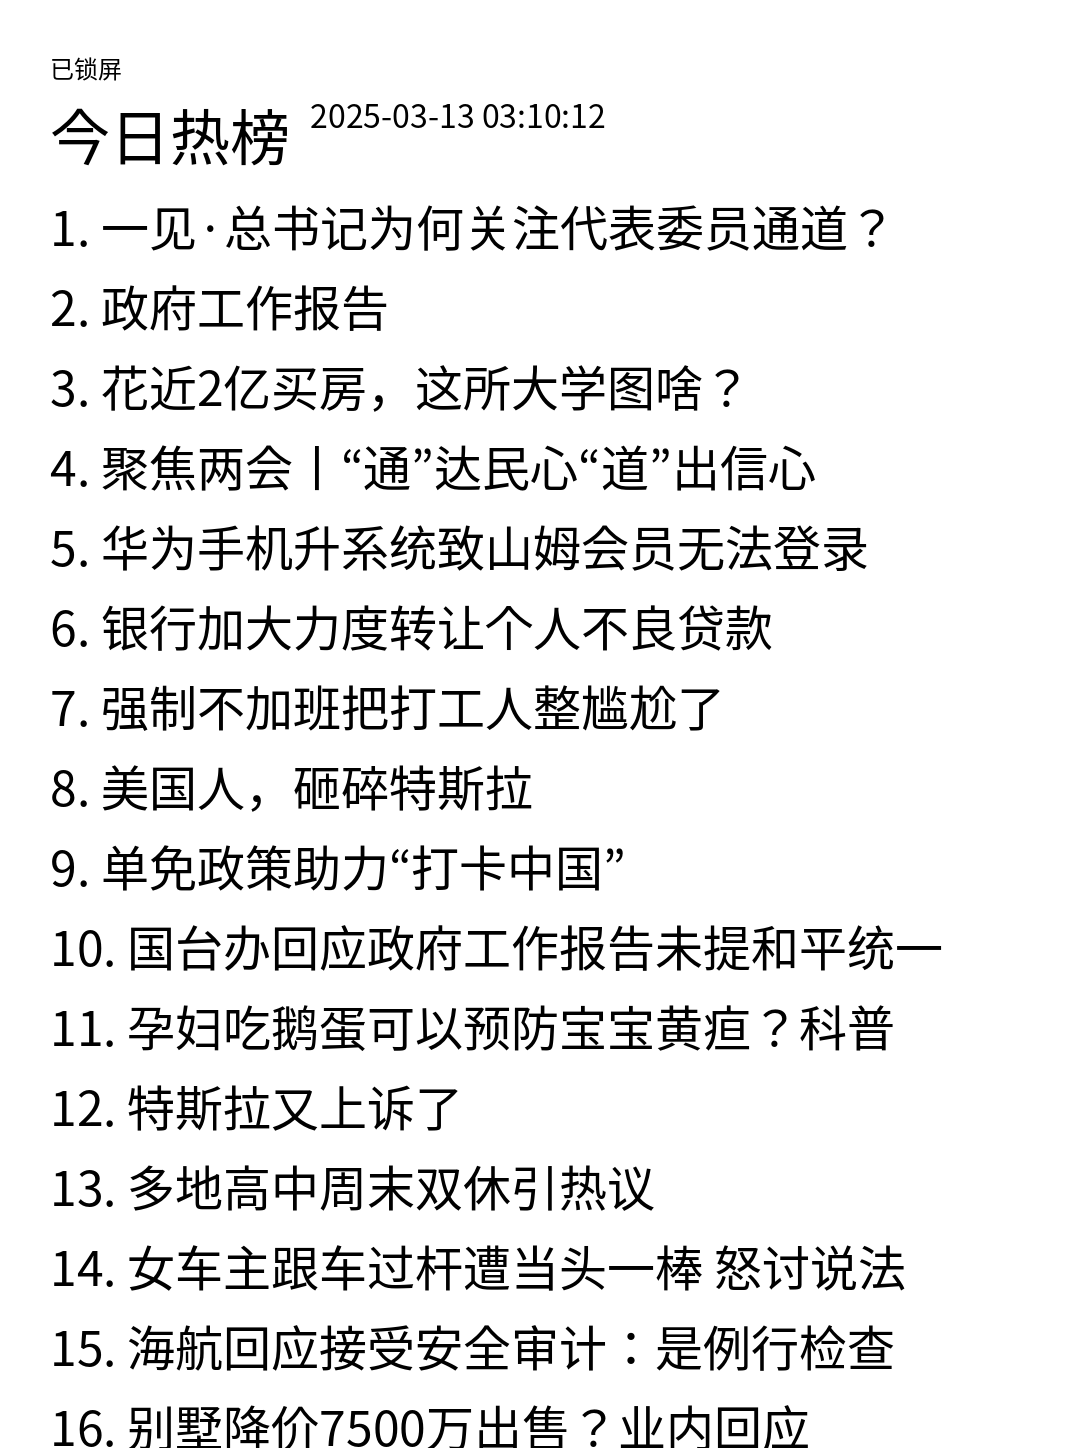 已锁屏
今日热榜 2025-03-13 03:10:12
1. 一见·总书记为何关注代表委员通道？
2. 政府工作报告
3. 花近2亿买房，这所大学图啥？
4. 聚焦两会丨“通”达民心“道”出信心
5. 华为手机升系统致山姆会员无法登录
6. 银行加大力度转让个人不良贷款
7. 强制不加班把打工人整尴尬了
8. 美国人，砸碎特斯拉
9. 单免政策助力“打卡中国”
10. 国台办回应政府工作报告未提和平统一
11. 孕妇吃鹅蛋可以预防宝宝黄疸？科普
12. 特斯拉又上诉了
13. 多地高中周末双休引热议
14. 女车主跟车过杆遭当头一棒 怒讨说法
15. 海航回应接受安全审计：是例行检查
16. 别墅降价7500万出售？业内回应